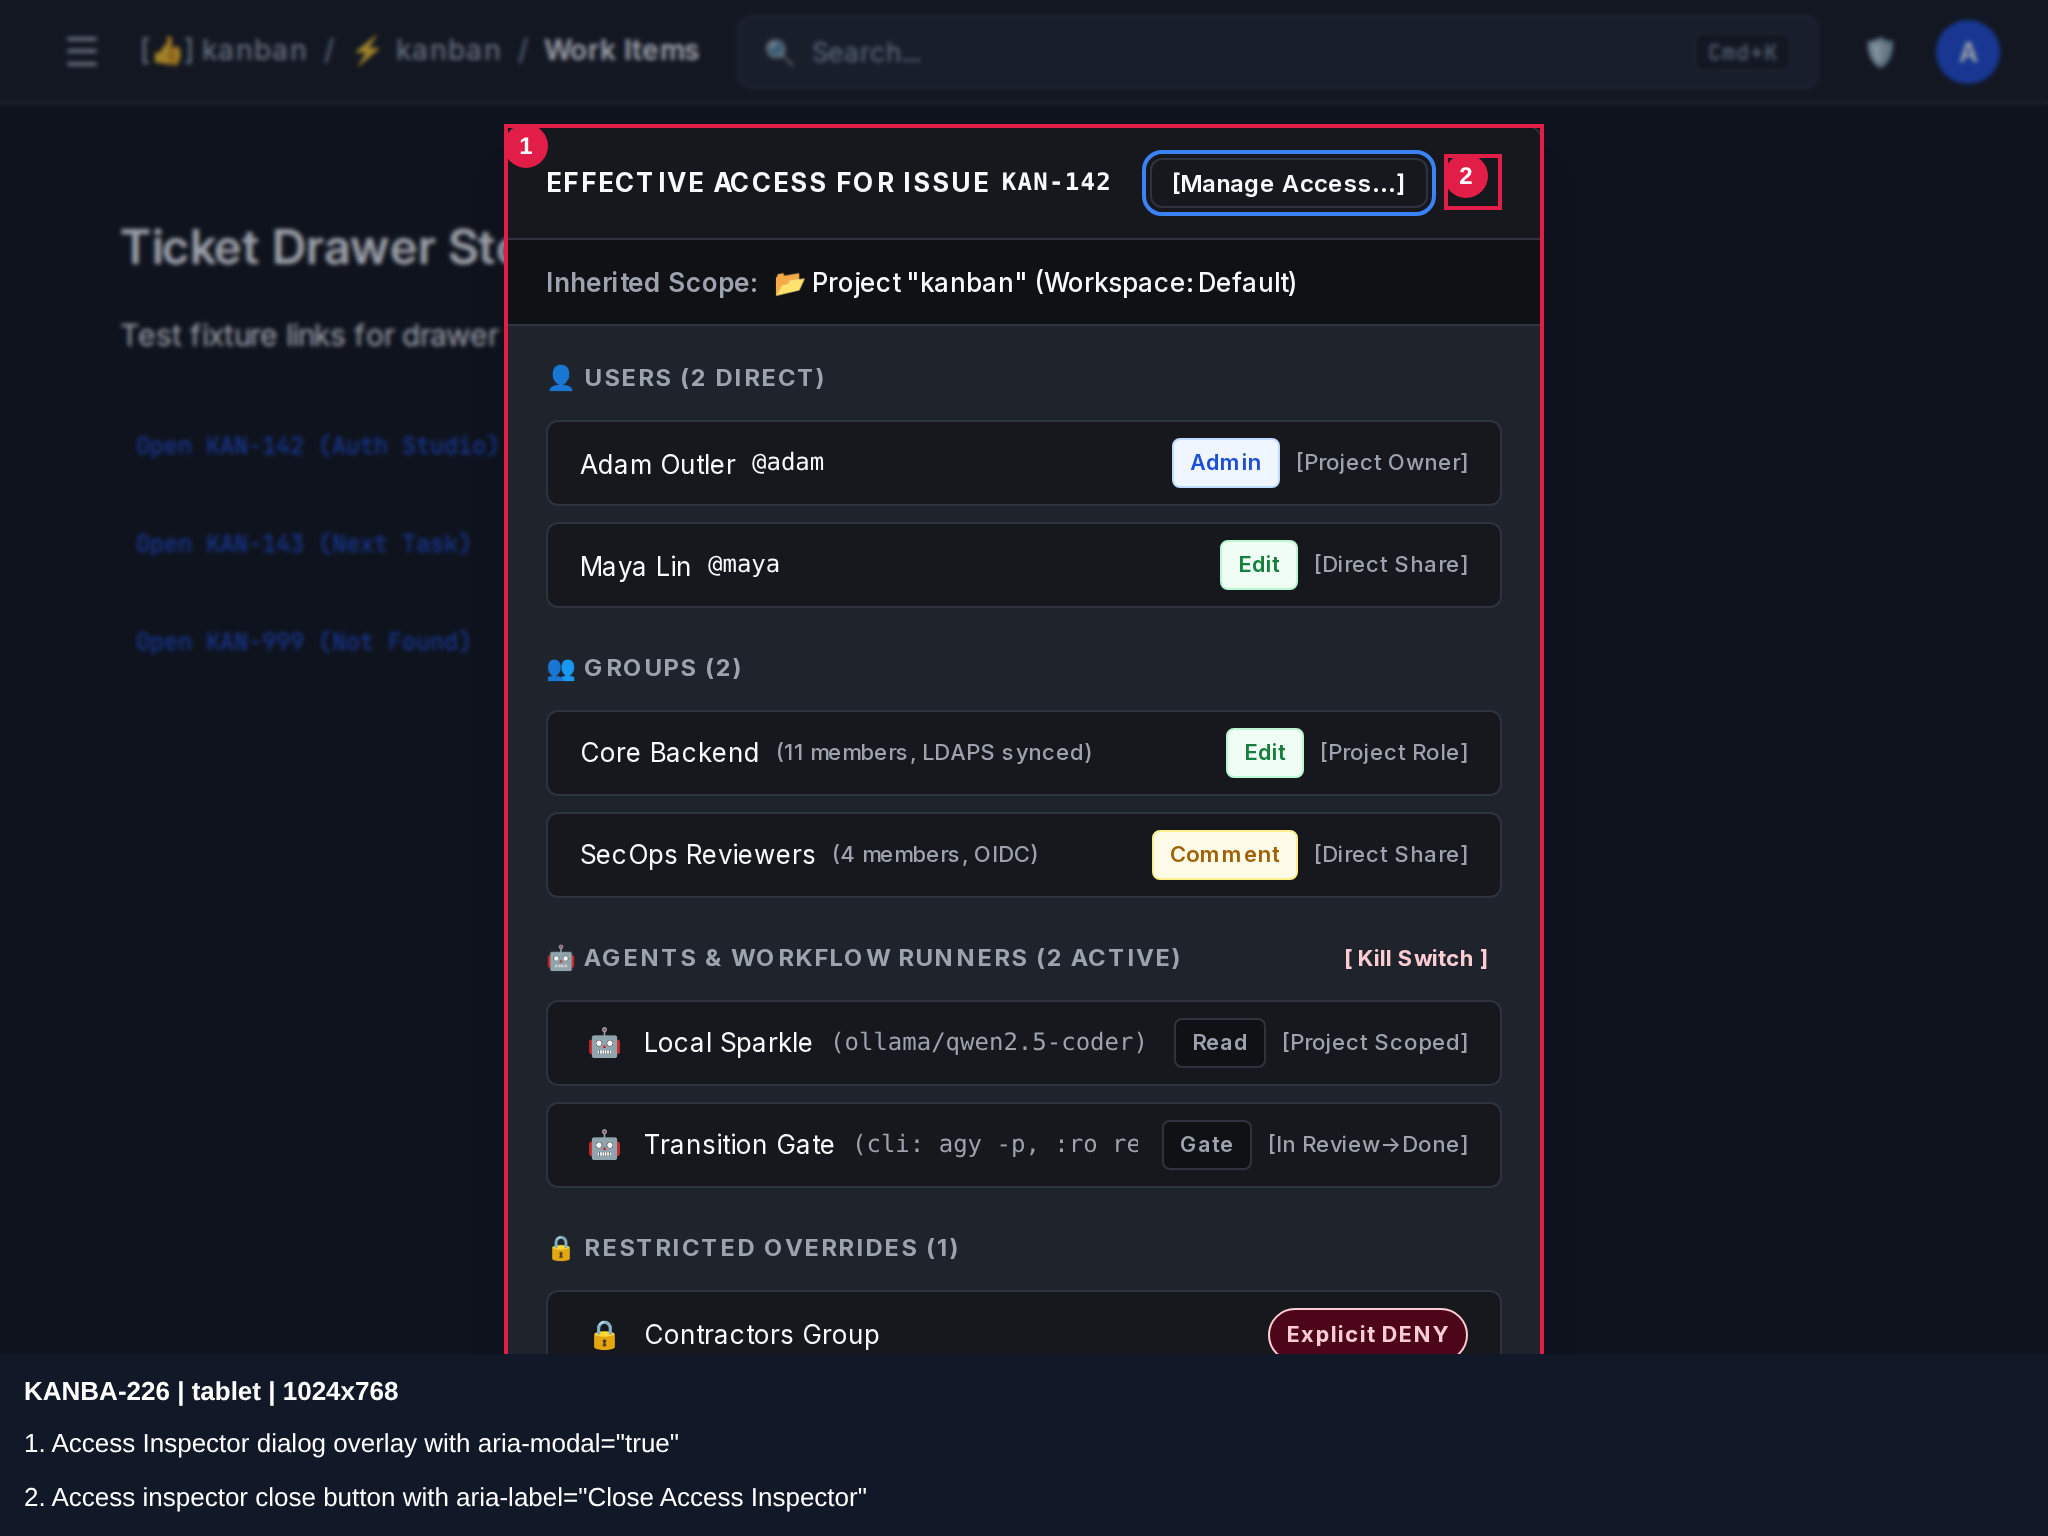 [👍] kanban / ⚡ kanban / Work Items
🔍 Search... Cmd+K
A
1
EFFECTIVE ACCESS FOR ISSUE KAN-142 [Manage Access...] 2
Ticket Drawer Sto
Inherited Scope: 📂 Project "kanban" (Workspace: Default)
Test fixture links for drawer
👤 USERS (2 DIRECT)
Open KAN-142 (Auth Studio)
Adam Outler @adam Admin [Project Owner]
Open KAN-143 (Next Task)
Maya Lin @maya Edit [Direct Share]
Open KAN-999 (Not Found)
👥 GROUPS (2)
Core Backend (11 members, LDAPS synced) Edit [Project Role]
SecOps Reviewers (4 members, OIDC) Comment [Direct Share]
🤖 AGENTS & WORKFLOW RUNNERS (2 ACTIVE) [ Kill Switch ]
🤖 Local Sparkle (ollama/qwen2.5-coder) Read [Project Scoped]
🤖 Transition Gate (cli: agy -p, :ro re Gate [In Review→Done]
🔒 RESTRICTED OVERRIDES (1)
🔒 Contractors Group Explicit DENY
KANBA-226 | tablet | 1024x768
1. Access Inspector dialog overlay with aria-modal="true"
2. Access inspector close button with aria-label="Close Access Inspector"